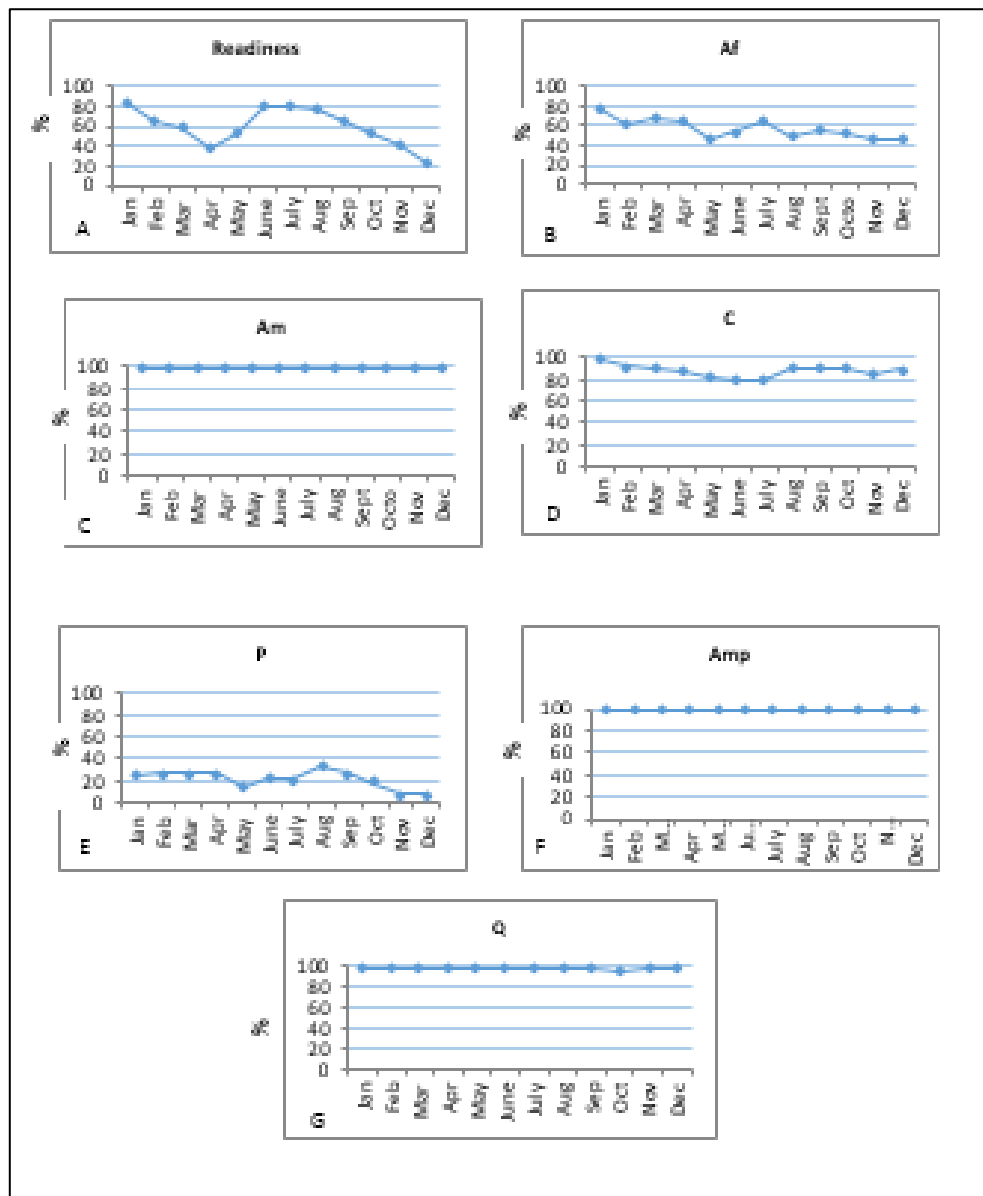 Readiness
%
100
80
60
40
20
0
Jan Feb Mar Apr May June July Aug Sep Oct Nov Dec
A
Af
%
100
80
60
40
20
0
Jan Feb Mar Apr May June July Aug Sept Octo Nov Dec
B
Am
%
100
80
60
40
20
0
Jan Feb Mar Apr May June July Aug Sept Octo Nov Dec
C
C
%
100
80
60
40
20
0
Jan Feb Mar Apr May June July Aug Sep Oct Nov Dec
D
P
%
100
80
60
40
20
0
Jan Feb Mar Apr May June July Aug Sep Oct Nov Dec
E
Amp
%
100
80
60
40
20
0
Jan Feb M... Apr M... Ju... July Aug Sep Oct N... Dec
F
Q
%
100
80
60
40
20
0
Jan Feb Mar Apr May June July Aug Sep Oct Nov Dec
G